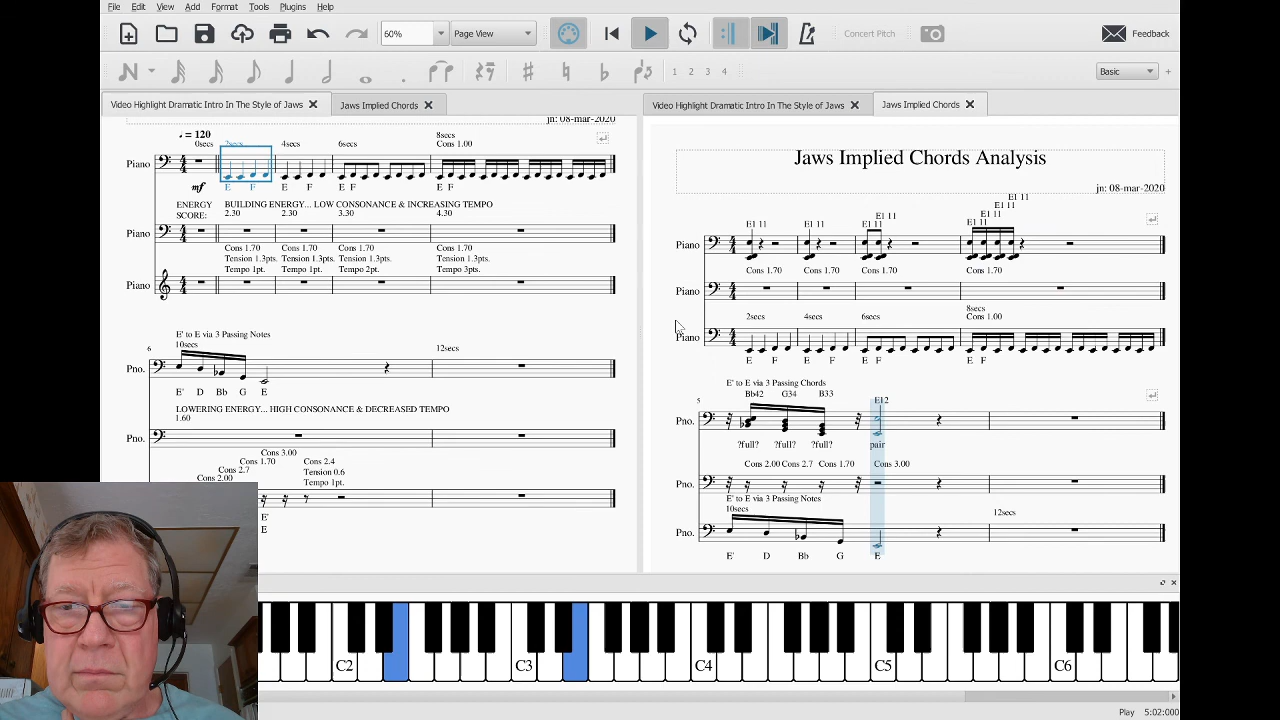 File Edit View Add Format Tools Plugins Help
60% Page View Concert Pitch Feedback
1 2 3 4 Basic +
Video Highlight Dramatic Intro In The Style of Jaws Jaws Implied Chords
jn: 08-mar-2020
♩ = 120
0secs 2secs 4secs 6secs 8secs
Cons 1.00
Piano
mf E F E F E F E F
ENERGY SCORE:
BUILDING ENERGY... LOW CONSONANCE & INCREASING TEMPO
2.30 2.30 3.30 4.30
Piano
Cons 1.70 Cons 1.70 Cons 1.70 Cons 1.70
Tension 1.3pts. Tension 1.3pts. Tension 1.3pts. Tension 1.3pts.
Tempo 1pt. Tempo 1pt. Tempo 2pt. Tempo 3pts.
Piano
E' to E via 3 Passing Notes
6 10secs 12secs
Pno.
E' D Bb G E
LOWERING ENERGY... HIGH CONSONANCE & DECREASED TEMPO
1.60
Pno.
Cons 3.00
Cons 1.70 Cons 2.4
Cons 2.7 Tension 0.6
Cons 2.00 Tempo 1pt.
E'
E
Video Highlight Dramatic Intro In The Style of Jaws Jaws Implied Chords
Jaws Implied Chords Analysis
jn: 08-mar-2020
E1 11 E1 11 E1 11 E1 11 E1 11 E1 11 E1 11 E1 11
Piano
Cons 1.70 Cons 1.70 Cons 1.70 Cons 1.70
Piano
2secs 4secs 6secs 8secs
Cons 1.00
Piano
E F E F E F E F
E' to E via 3 Passing Chords
5 Bb42 G34 B33 E12
Pno.
?full? ?full? ?full? pair
Cons 2.00 Cons 2.7 Cons 1.70 Cons 3.00
Pno.
E' to E via 3 Passing Notes
10secs 12secs
Pno.
E' D Bb G E
C2 C3 C4 C5 C6
Play 5:02:000